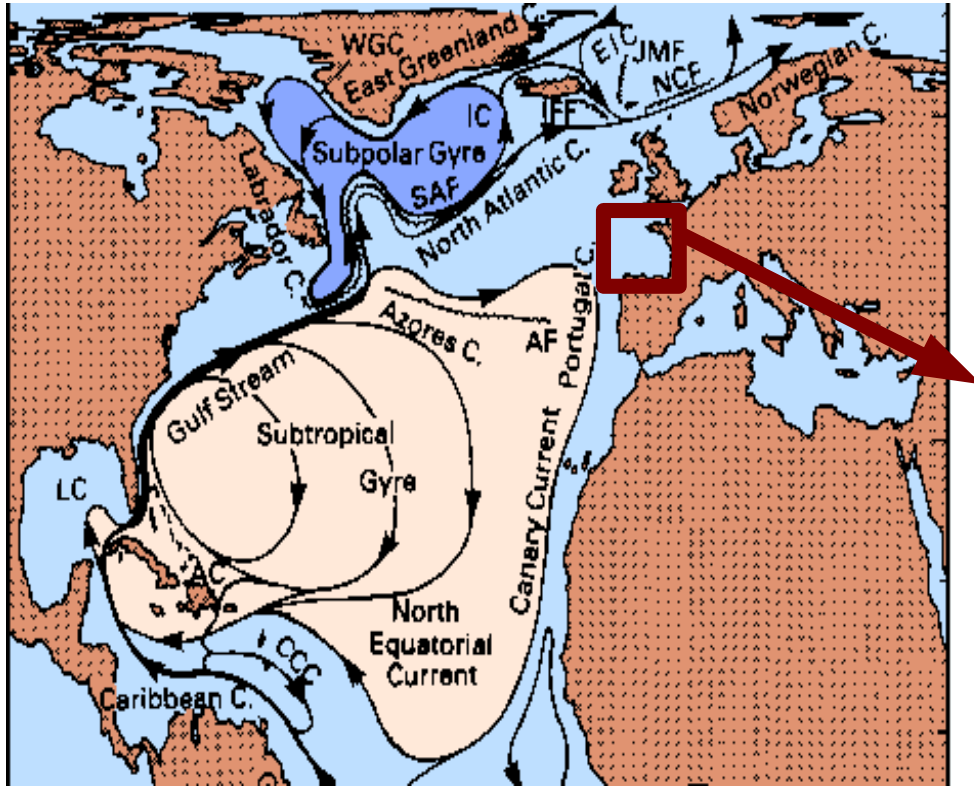 WGC
East Greenland C.
EIC
JMF
NCF
Norwegian C.
IC
IFF
Subpolar Gyre
SAF
North Atlantic C.
Labrador C.
Azores C.
AF
Portugal C.
Gulf Stream
Subtropical
Gyre
LC
Canary Current
AC
North
Equatorial
Current
CCC
Caribbean C.